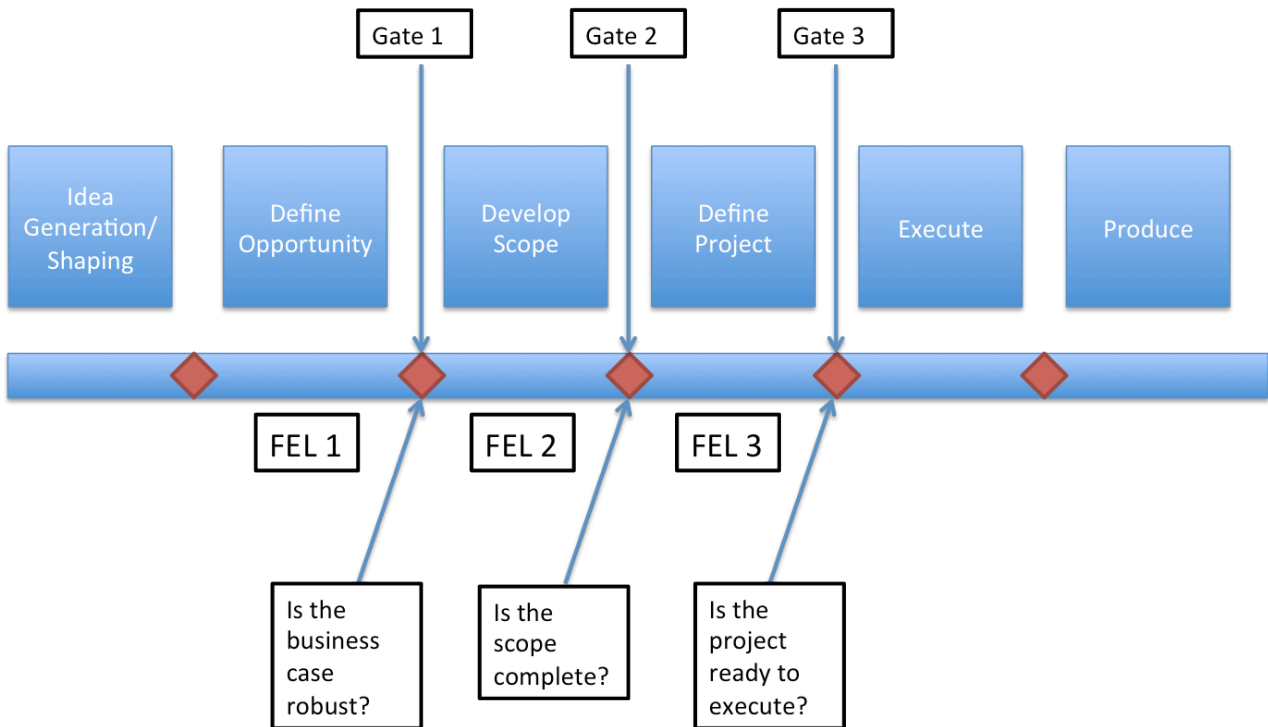 Gate 1
Gate 2
Gate 3
Idea
Generation/
Shaping
Define
Opportunity
Develop
Scope
Define
Project
Execute
Produce
FEL 1
FEL 2
FEL 3
Is the
business
case
robust?
Is the
scope
complete?
Is the
project
ready to
execute?